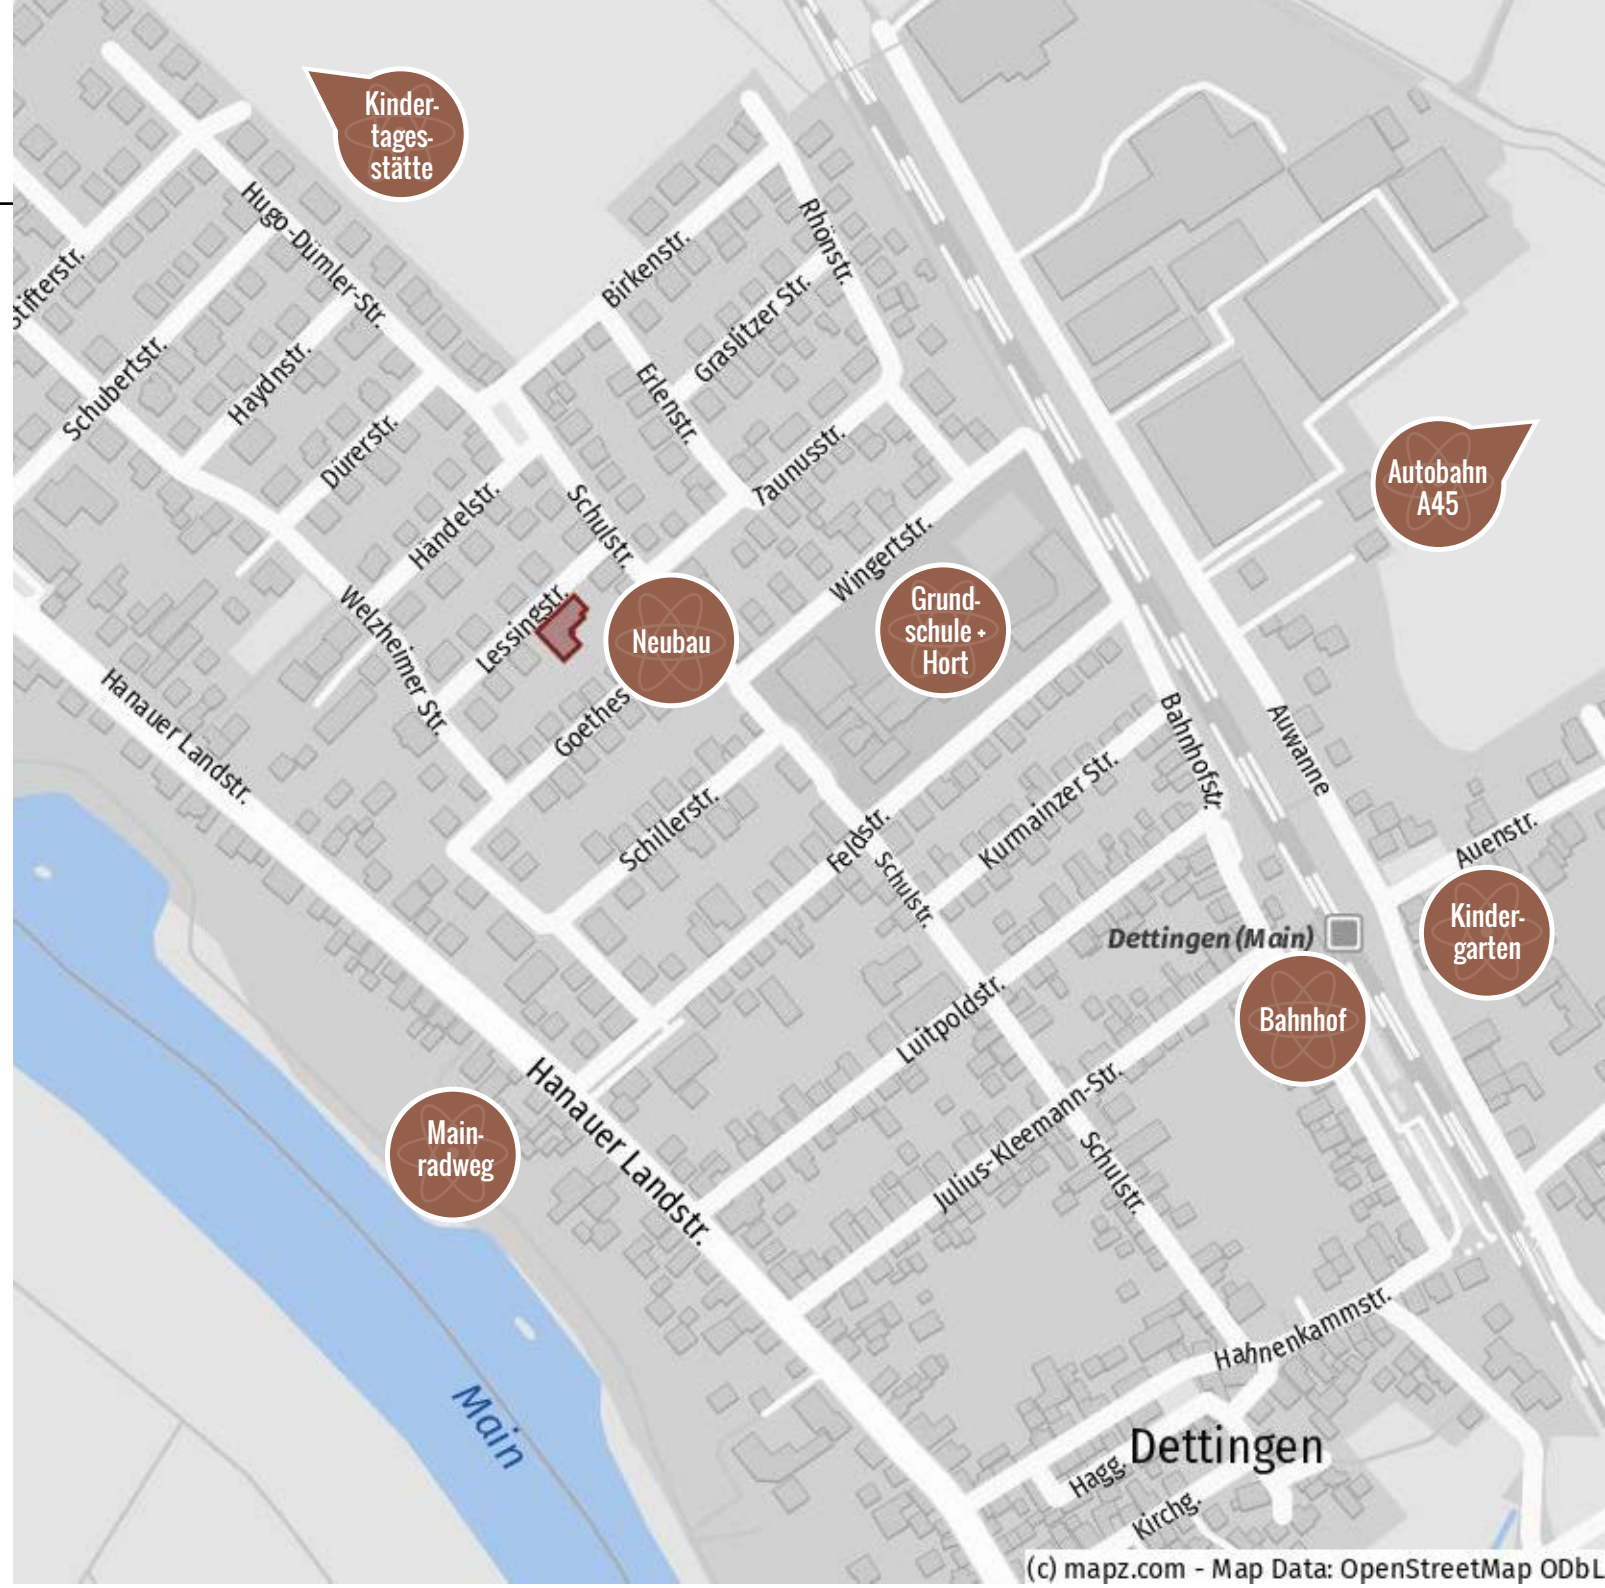 Kinder-
tages-
stätte
Hugo-Dümler-Str.
Stifterstr.
Schubertstr.
Haydnstr.
Dürerstr.
Händelstr.
Birkenstr.
Rhönstr.
Graslitzer Str.
Erlenstr.
Taunusstr.
Schulstr.
Wingertstr.
Autobahn
A45
Lessingstr.
Neubau
Grund-
schule +
Hort
Welzheimer Str.
Goethes
Hanauer Landstr.
Schillerstr.
Feldstr.
Schulstr.
Kurmainzer Str.
Bahnhofstr.
Auwanne
Auenstr.
Kinder-
garten
Dettingen (Main)
Bahnhof
Luitpoldstr.
Julius-Kleemann-Str.
Hanauer Landstr.
Main-
radweg
Schulstr.
Hahnenkammstr.
Main
Dettingen
Hagg.
Kirchg.
(c) mapz.com - Map Data: OpenStreetMap ODbL